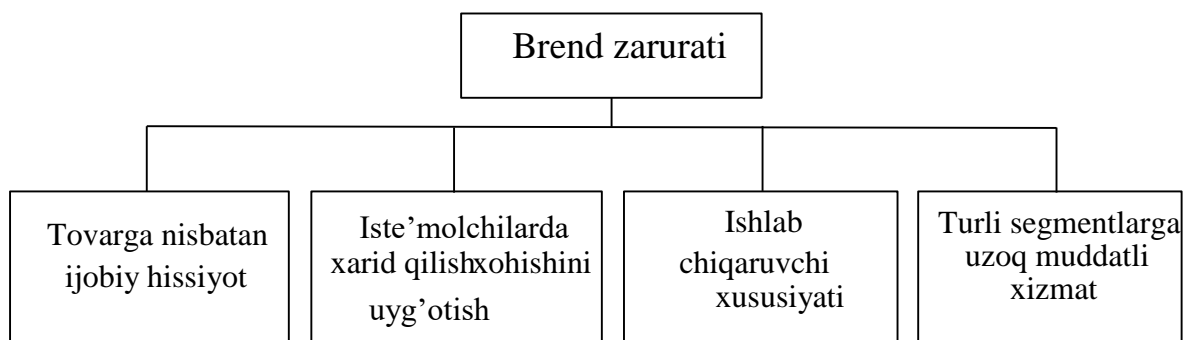 Brend zarurati
Tovarga nisbatan
ijobiy hissiyot
Iste’molchilarda
xarid qilishxohishini
uyg’otish
Ishlab
chiqaruvchi
xususiyati
Turli segmentlarga
uzoq muddatli
xizmat